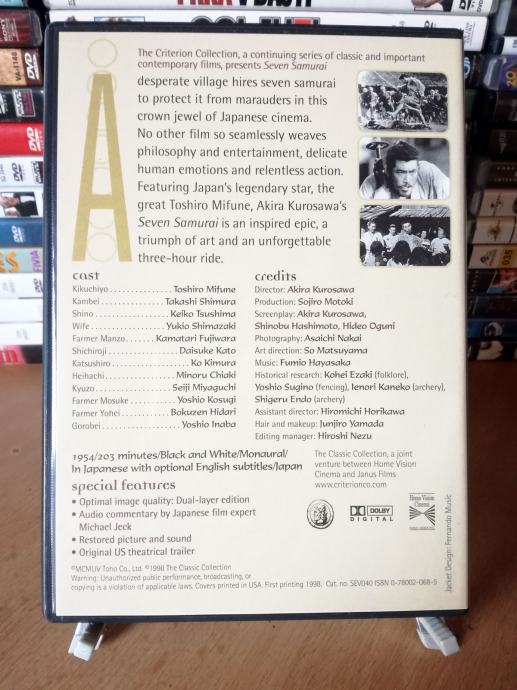 The Criterion Collection, a continuing series of classic and important
contemporary films, presents Seven Samurai
A
desperate village hires seven samurai
to protect it from marauders in this
crown jewel of Japanese cinema.
No other film so seamlessly weaves
philosophy and entertainment, delicate
human emotions and relentless action.
Featuring Japan's legendary star, the
great Toshiro Mifune, Akira Kurosawa's
Seven Samurai is an inspired epic, a
triumph of art and an unforgettable
three-hour ride.
cast
Kikuchiyo............... Toshiro Mifune
Kambei............... Takashi Shimura
Shino................ Keiko Tsushima
Wife................ Yukio Shimazaki
Farmer Manzo...... Kamatari Fujiwara
Shichiroji............. Daisuke Kato
Katsushiro............. Ko Kimura
Heihachi............. Minoru Chiaki
Kyuzo............... Seiji Miyaguchi
Farmer Mosuke....... Yoshio Kosugi
Farmer Yohei......... Bokuzen Hidari
Gorobei............... Yoshio Inaba
credits
Director: Akira Kurosawa
Production: Sojiro Motoki
Screenplay: Akira Kurosawa,
Shinobu Hashimoto, Hideo Oguni
Photography: Asaichi Nakai
Art direction: So Matsuyama
Music: Fumio Hayasaka
Historical research: Kohei Ezaki (folklore),
Yoshio Sugino (fencing), Ienori Kaneko (archery),
Shigeru Endo (archery)
Assistant director: Hiromichi Horikawa
Hair and makeup: Junjiro Yamada
Editing manager: Hiroshi Nezu
1954/203 minutes/Black and White/Monaural/
In Japanese with optional English subtitles/Japan
special features
• Optimal image quality: Dual-layer edition
• Audio commentary by Japanese film expert
Michael Jeck
• Restored picture and sound
• Original US theatrical trailer
The Classic Collection, a joint
venture between Home Vision
Cinema and Janus Films
www.criterionco.com
DOLBY
DIGITAL
Home Vision
Cinema
Jacket Design: Fernando Music
©MCMLIV Toho Co., Ltd. ©1998 The Classic Collection
Warning: Unauthorized public performance, broadcasting, or
copying is a violation of applicable laws. Covers printed in USA. First printing 1998. Cat. no. SEV040 ISBN 0-78002-068-5